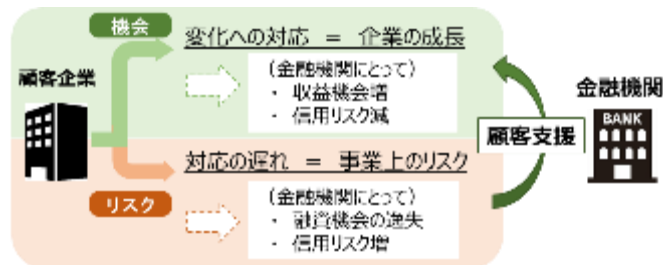 機会
変化への対応 = 企業の成長
顧客企業
(金融機関にとって)
・ 収益機会増
・ 信用リスク減
金融機関
BANK
顧客支援
対応の遅れ = 事業上のリスク
リスク
(金融機関にとって)
・ 融資機会の逸失
・ 信用リスク増